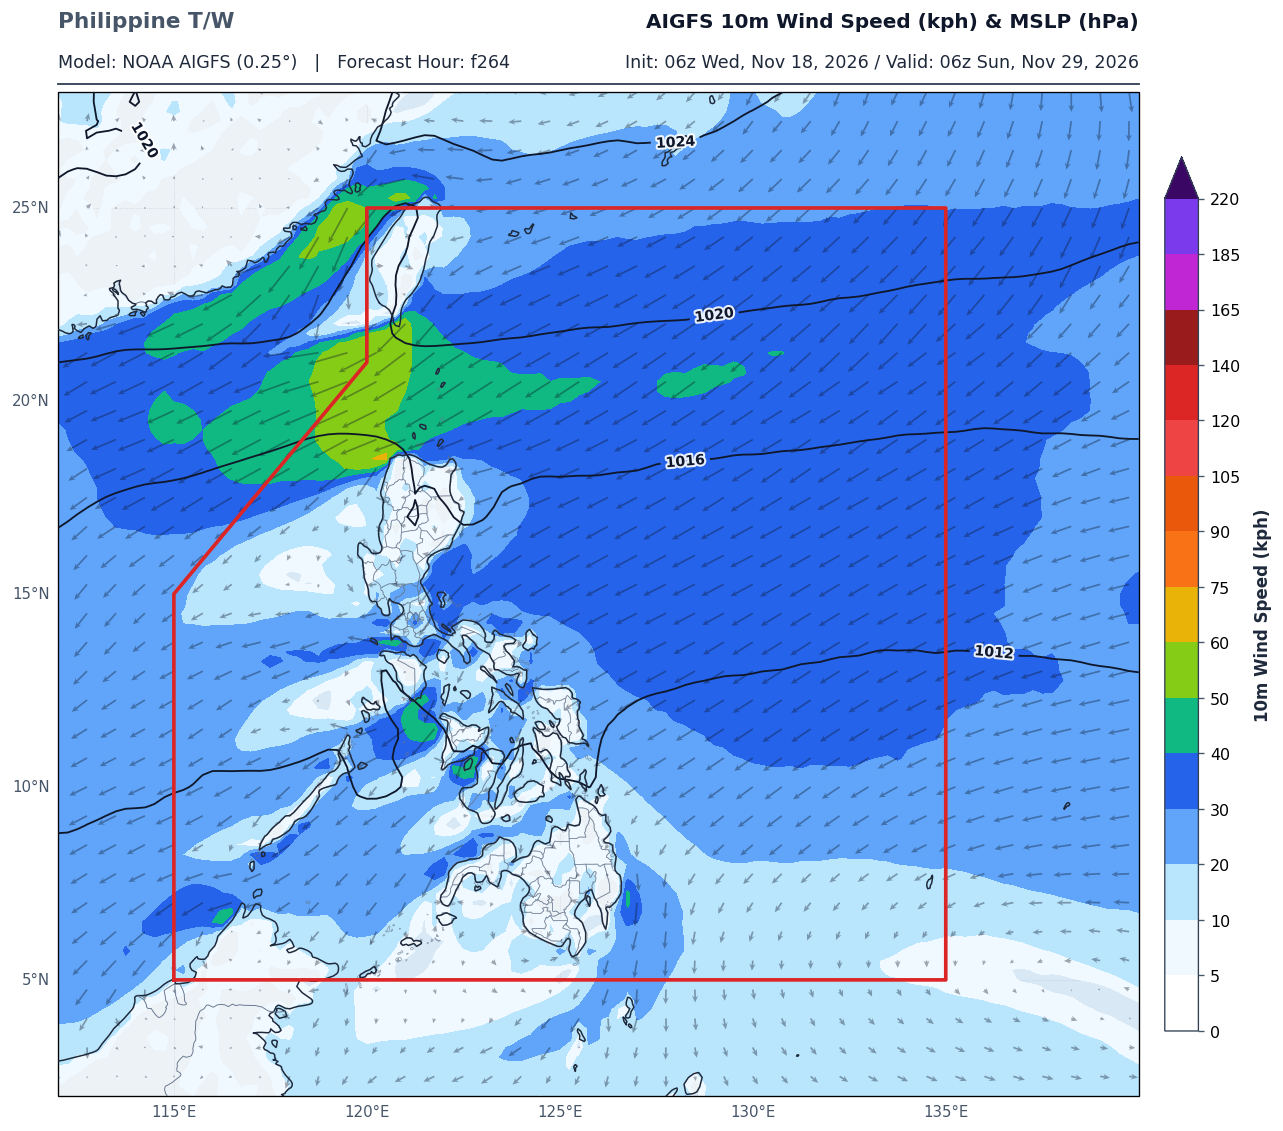 Philippine T/W
AIGFS 10m Wind Speed (kph) & MSLP (hPa)
Model: NOAA AIGFS (0.25°) | Forecast Hour: f264
Init: 06z Wed, Nov 18, 2026 / Valid: 06z Sun, Nov 29, 2026
1020
1024
1020
1016
1012
25°N
20°N
15°N
10°N
5°N
115°E
120°E
125°E
130°E
135°E
220
185
165
140
120
105
90
75
60
50
40
30
20
10
5
0
10m Wind Speed (kph)